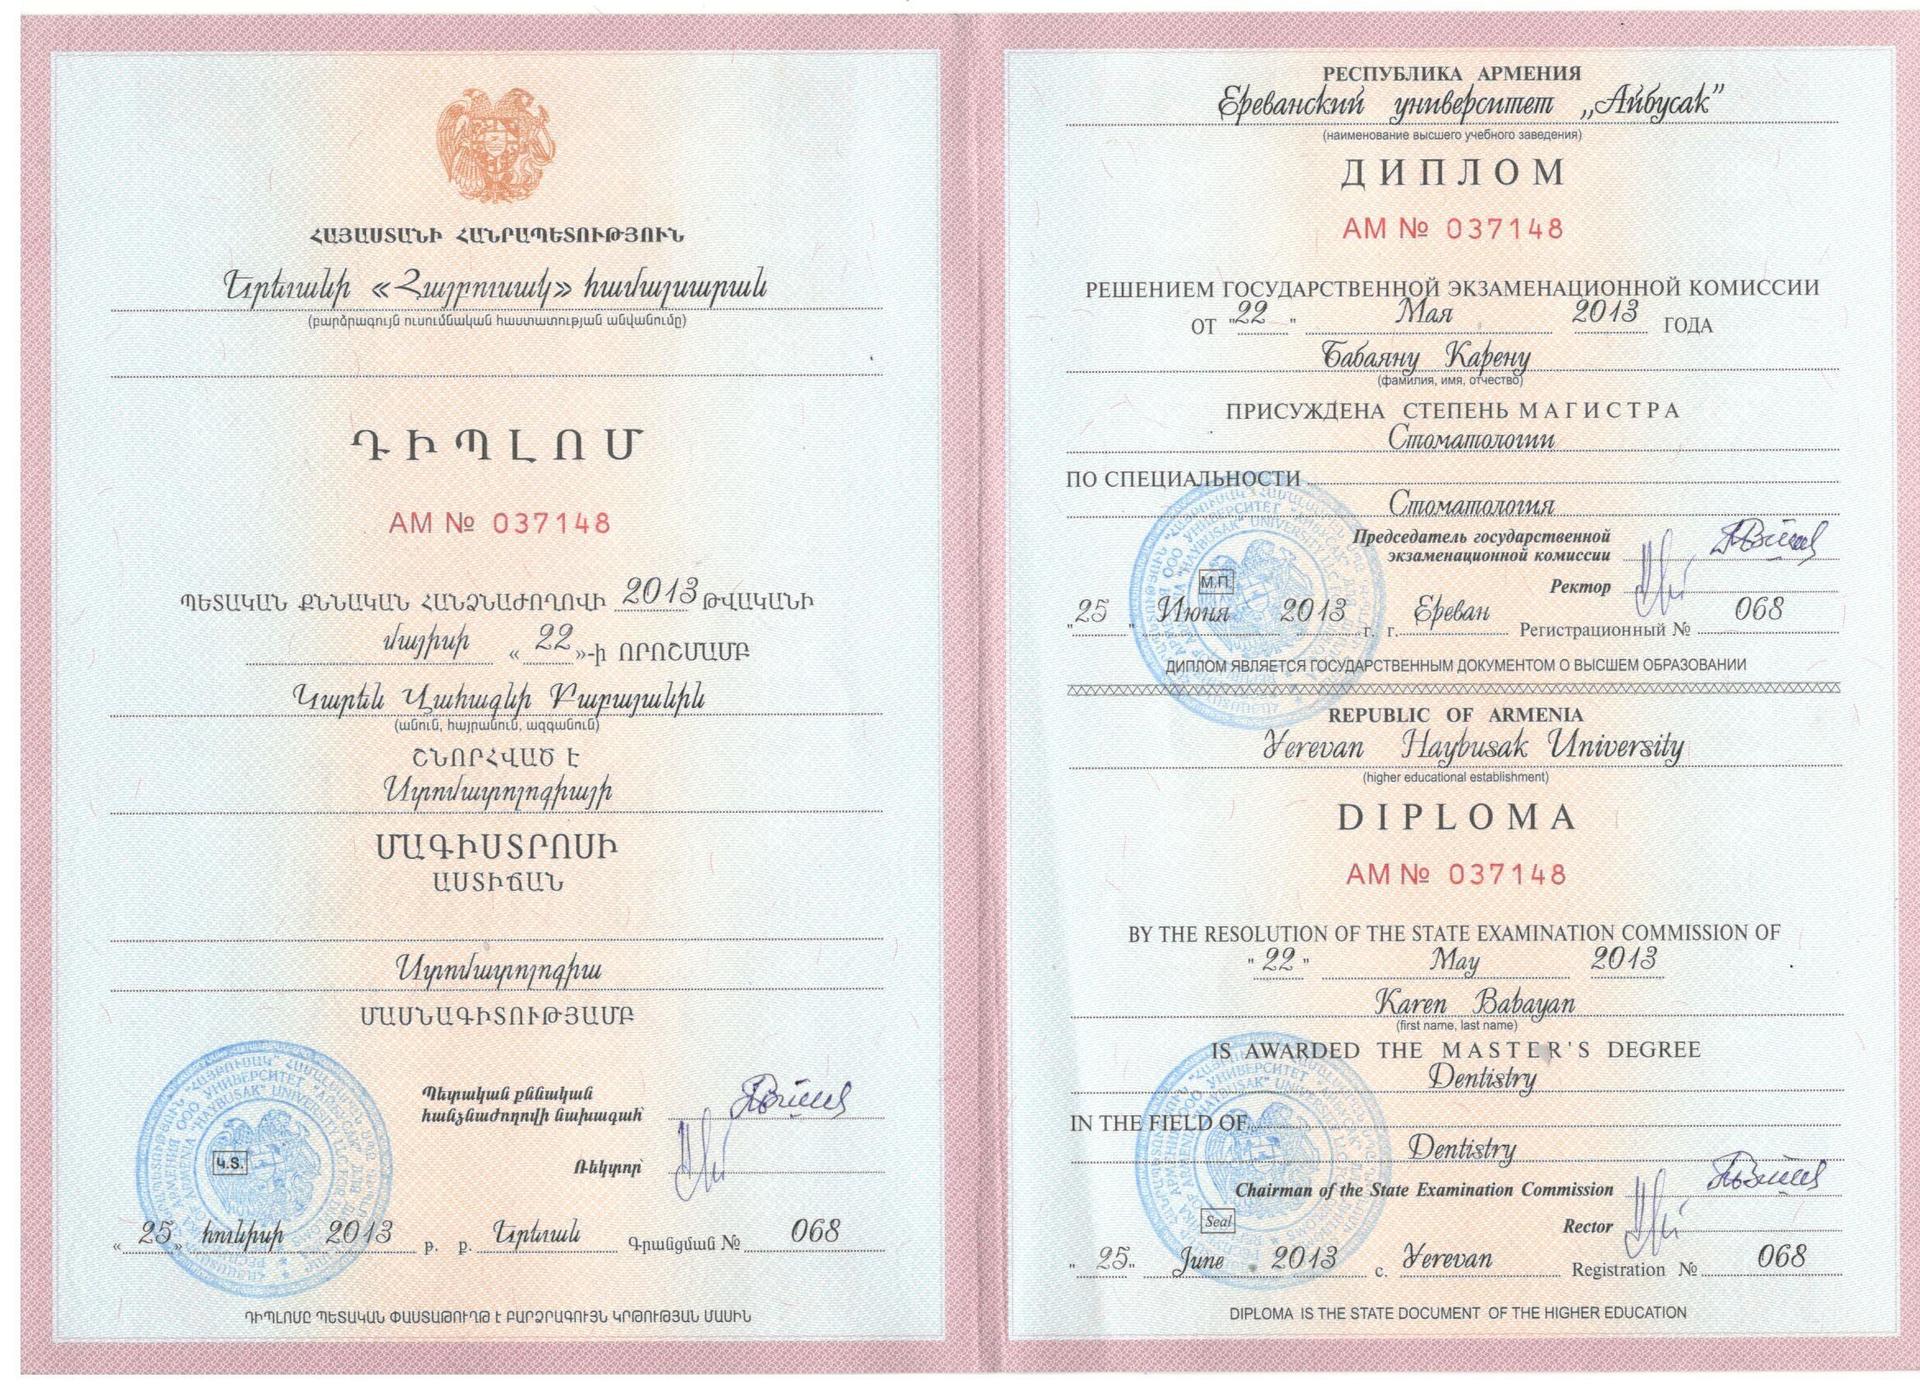 ՀԱՅԱՍՏԱՆԻ ՀԱՆՐԱՊԵՏՈՒԹՅՈՒՆ
Երևանի «Հայբուսակ» համալսարան
(բարձրագույն ուսումնական հաստատության անվանումը)
ԴԻՊԼՈՄ
AM № 037148
ՊԵՏԱԿԱՆ ՔՆՆԱԿԱՆ ՀԱՆՁՆԱԺՈՂՈՎԻ 2013 ԹՎԱԿԱՆԻ
մայիսի «22»-ի ՈՐՈՇՄԱՄԲ
Կարեն Վահագնի Բաբայանին
(անուն, հայրանուն, ազգանուն)
ՇՆՈՐՀՎԱԾ Է
Ստոմատոլոգիայի
ՄԱԳԻՍՏՐՈՍԻ
ԱՍՏԻՃԱՆ
Ստոմատոլոգիա
ՄԱՍՆԱԳԻՏՈՒԹՅԱՄԲ
Պետական քննական
հանձնաժողովի նախագահ
Ռեկտոր
Կ.Տ.
«25» հունիսի 2013 թ. ք. Երևան Գրանցման № 068
ԴԻՊԼՈՄԸ ՊԵՏԱԿԱՆ ՓԱՍՏԱԹՈՒՂԹ Է ԲԱՐՁՐԱԳՈՒՅՆ ԿՐԹՈՒԹՅԱՆ ՄԱՍԻՆ
РЕСПУБЛИКА АРМЕНИЯ
Ереванский университет „Айбусак”
(наименование высшего учебного заведения)
ДИПЛОМ
AM № 037148
РЕШЕНИЕМ ГОСУДАРСТВЕННОЙ ЭКЗАМЕНАЦИОННОЙ КОМИССИИ
ОТ "22" Мая 2013 ГОДА
Бабаяну Карену
(фамилия, имя, отчество)
ПРИСУЖДЕНА СТЕПЕНЬ МАГИСТРА
Стоматологии
ПО СПЕЦИАЛЬНОСТИ
Стоматология
Председатель государственной
экзаменационной комиссии
М.П.
Ректор
"25" Июня 2013 г. г. Ереван Регистрационный № 068
ДИПЛОМ ЯВЛЯЕТСЯ ГОСУДАРСТВЕННЫМ ДОКУМЕНТОМ О ВЫСШЕМ ОБРАЗОВАНИИ
REPUBLIC OF ARMENIA
Yerevan Haybusak University
(higher educational establishment)
DIPLOMA
AM № 037148
BY THE RESOLUTION OF THE STATE EXAMINATION COMMISSION OF
"22" May 2013
Karen Babayan
(first name, last name)
IS AWARDED THE MASTER'S DEGREE
Dentistry
IN THE FIELD OF
Dentistry
Chairman of the State Examination Commission
Seal
Rector
"25" June 2013 c. Yerevan Registration № 068
DIPLOMA IS THE STATE DOCUMENT OF THE HIGHER EDUCATION